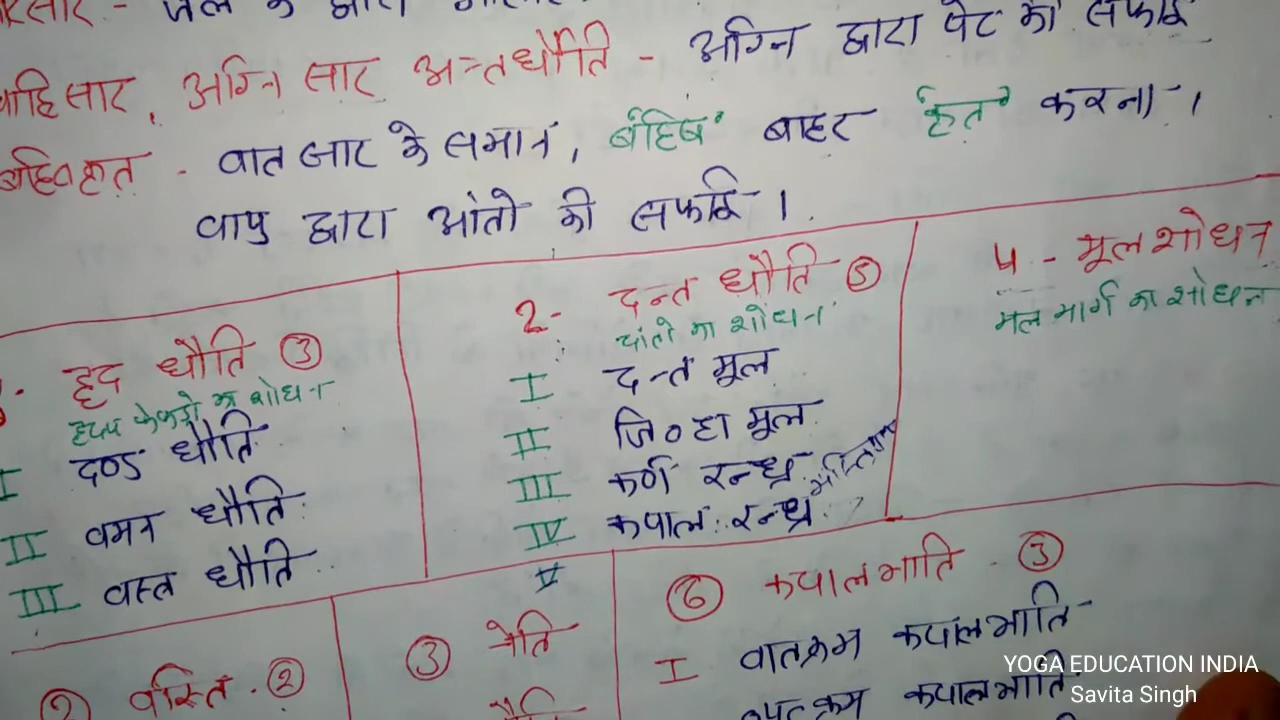 अग्नि सार अन्तर्धौति - अग्नि द्वारा पेट की सफाई
बहिष्कृत - वात सार के समान, बहिष बाहर कृत करना।
वायु द्वारा आंतो की सफाई।
हृद धौति ③
हृदय फेफड़ो का शोधन
I दण्ड धौति
II वमन धौति
III वस्त्र धौति
2- दन्त धौति ⑤
दांतो का शोधन
I दन्त मूल
II जिव्हा मूल
III कर्ण रन्ध्र
IV कपाल रन्ध्र
V
4 - मूल शोधन
मल मार्ग का शोधन
② वस्ति - ②
③ नेति
⑥ कपालभाति - ③
I वातक्रम कपालभाति
कपालभाति
YOGA EDUCATION INDIA
Savita Singh